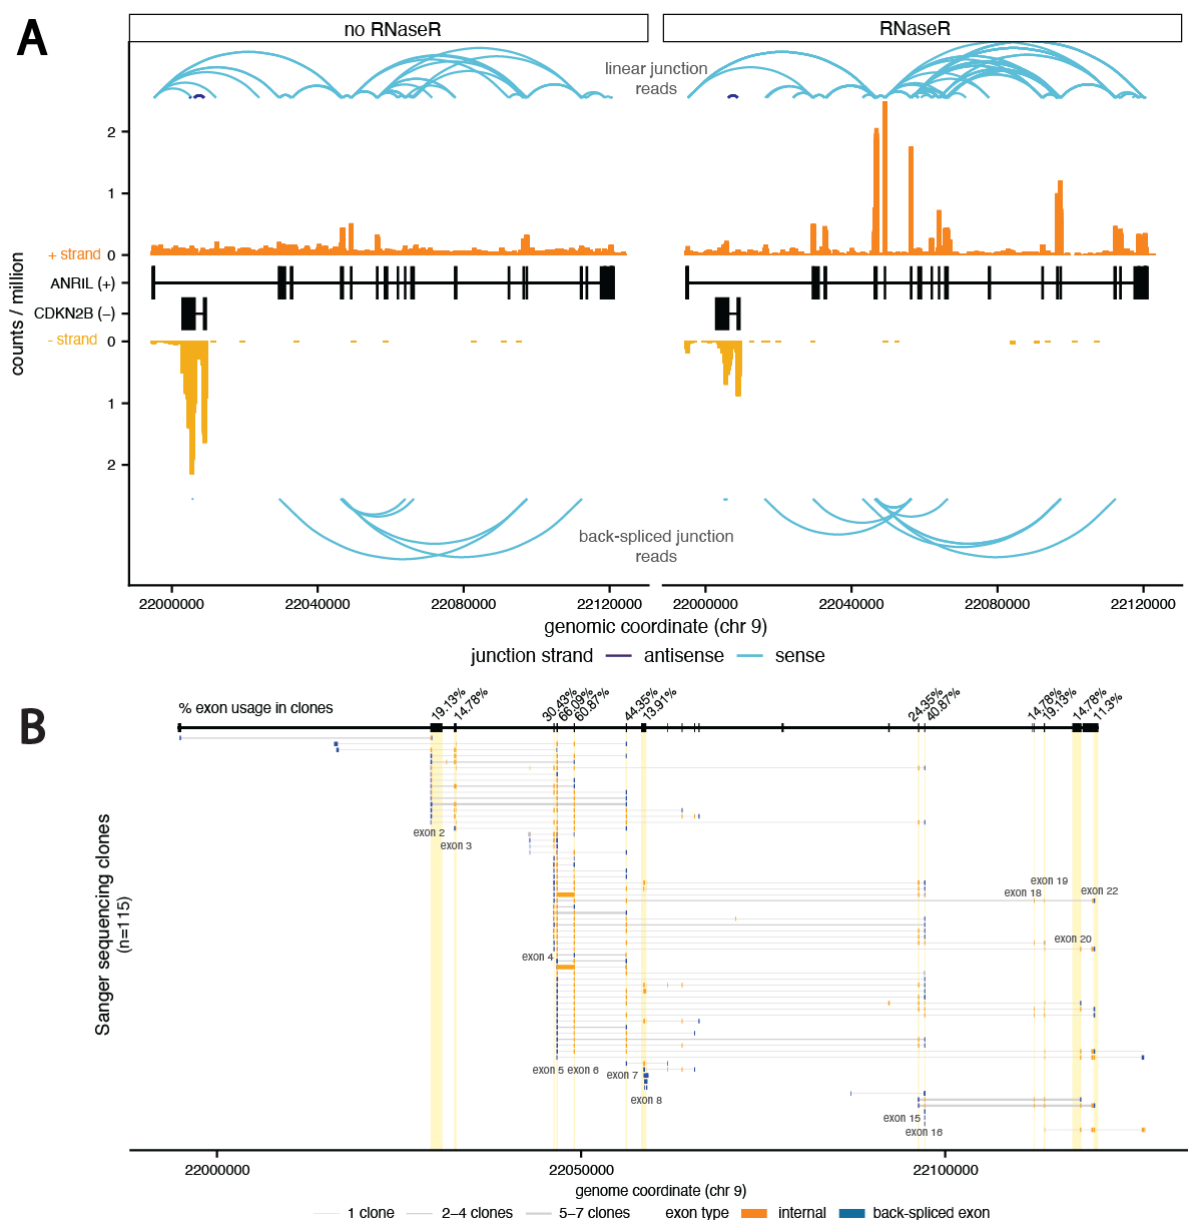 A
no RNaseR
RNaseR
linear junction
reads
2
1
+ strand
0
ANRIL (+)
CDKN2B (−)
- strand
0
1
2
counts / million
back-spliced junction
reads
22000000
22040000
22080000
22120000
22000000
22040000
22080000
22120000
genomic coordinate (chr 9)
junction strand
antisense
sense
B
% exon usage in clones
19.13%
14.78%
30.43%
66.09%
60.87%
44.35%
13.91%
24.35%
40.87%
14.78%
19.13%
14.78%
11.3%
exon 2
exon 3
exon 19
exon 18
exon 22
exon 20
exon 4
exon 5
exon 6
exon 7
exon 8
exon 15
exon 16
Sanger sequencing clones
(n=115)
22000000
22050000
22100000
genome coordinate (chr 9)
1 clone
2−4 clones
5−7 clones
exon type
internal
back-spliced exon